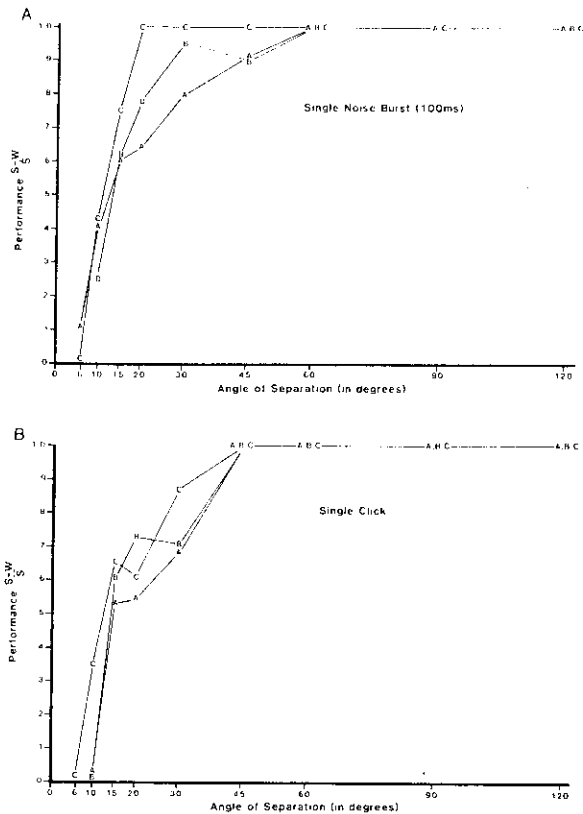 A
1.0
.9
.8
.7
.6
.5
.4
.3
.2
.1
0
Performance S-W
S
C C C A B C A C A B C
B
C B B A B
A A
B A
C A
B
A
C
Single Noise Burst (100ms)
0 6 10 15 20 30 45 60 90 120
Angle of Separation (in degrees)
B
1.0
.9
.8
.7
.6
.5
.4
.3
.2
.1
0
Performance S-W
S
A B C A B C A B C A,B C
C
B B
C A
B C
A A
C
C A
B
Single Click
0 6 10 15 20 30 45 60 90 120
Angle of Separation (in degrees)